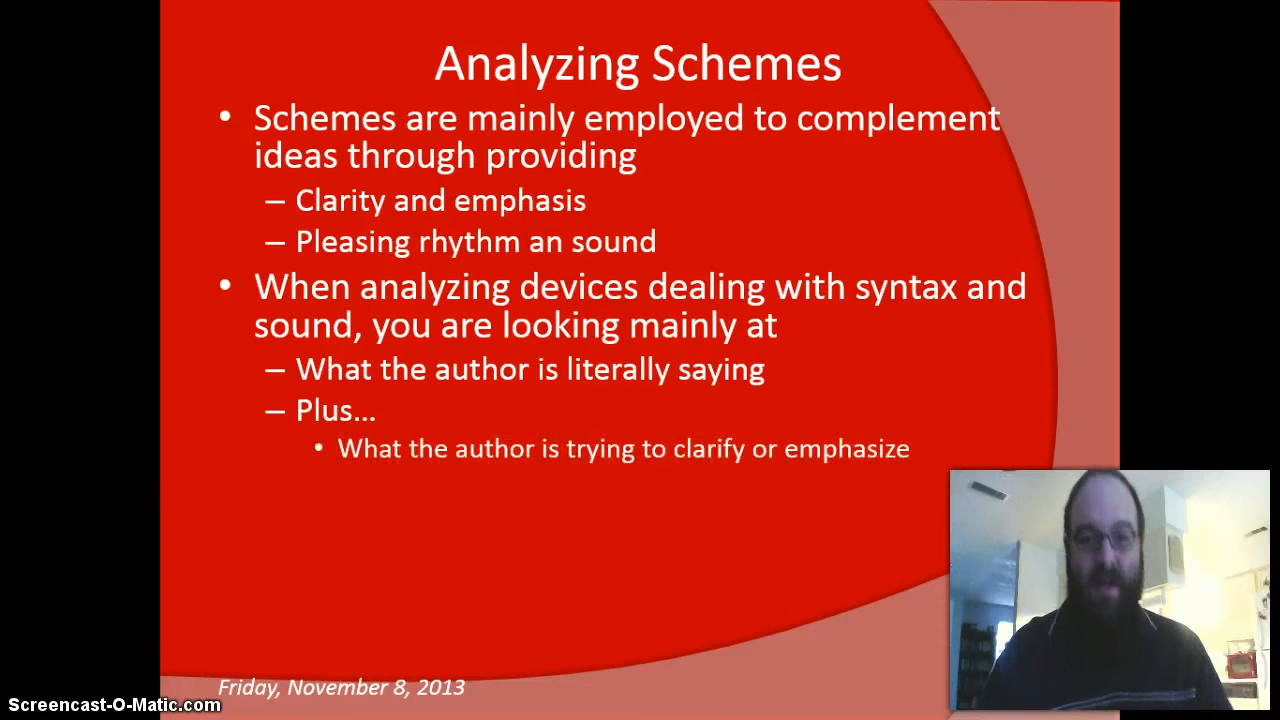 Analyzing Schemes
• Schemes are mainly employed to complement
ideas through providing
– Clarity and emphasis
– Pleasing rhythm an sound
• When analyzing devices dealing with syntax and
sound, you are looking mainly at
– What the author is literally saying
– Plus…
• What the author is trying to clarify or emphasize
Friday, November 8, 2013
Screencast-O-Matic.com